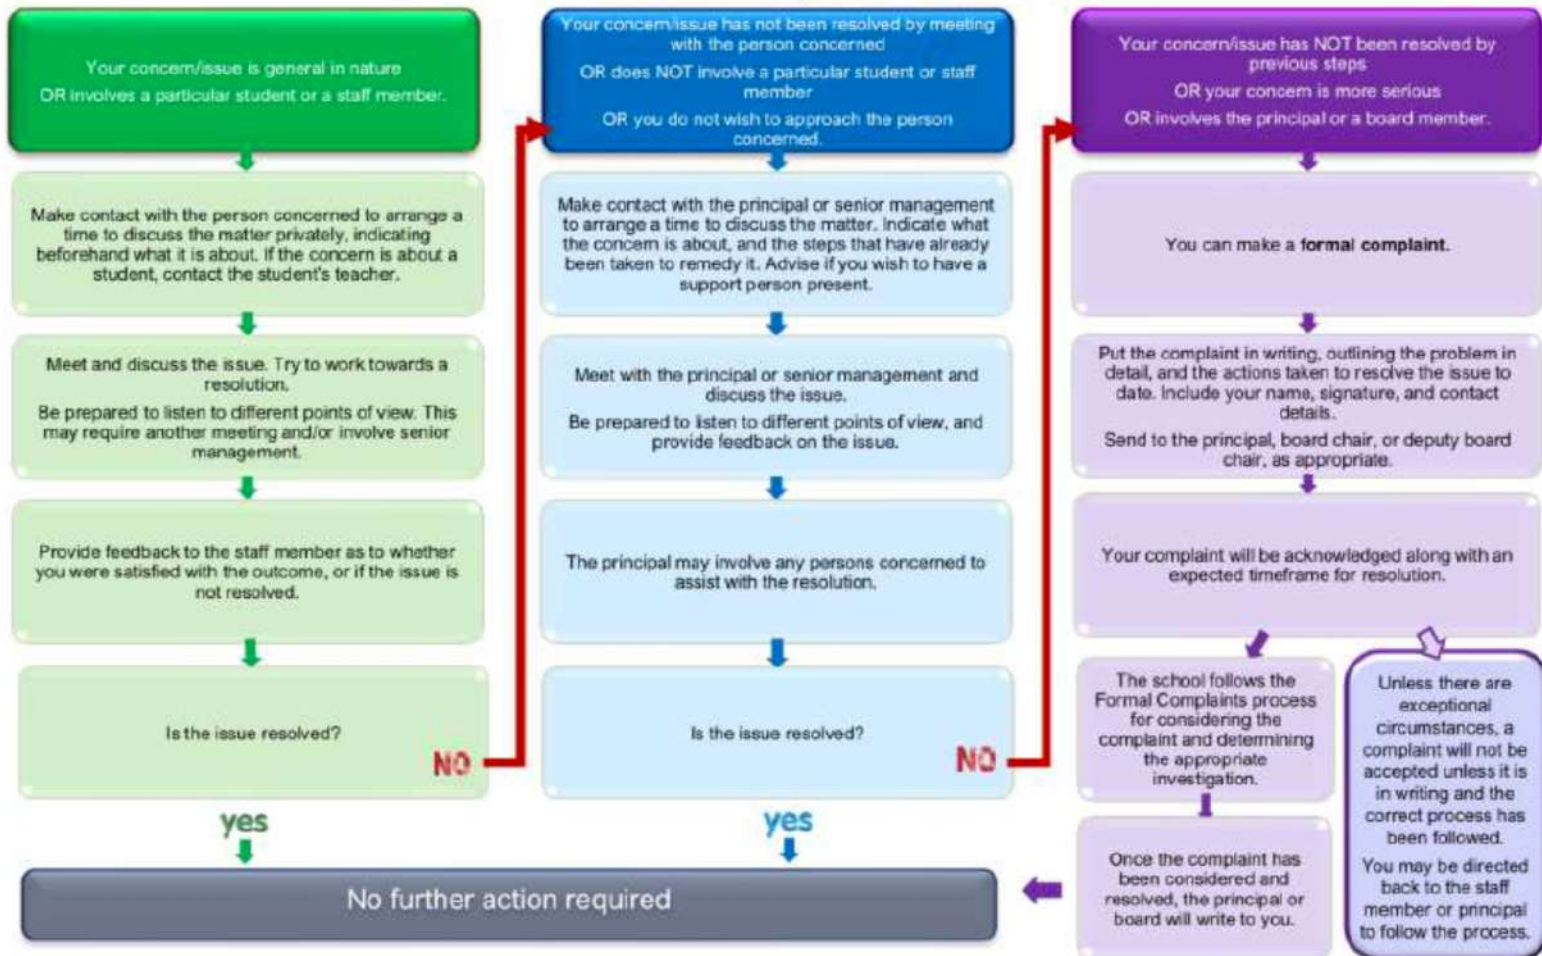 Your concern/issue is general in nature
OR involves a particular student or a staff member.
Make contact with the person concerned to arrange a
time to discuss the matter privately, indicating
beforehand what it is about. If the concern is about a
student, contact the student's teacher.
Meet and discuss the issue. Try to work towards a
resolution.
Be prepared to listen to different points of view. This
may require another meeting and/or involve senior
management.
Provide feedback to the staff member as to whether
you were satisfied with the outcome, or if the issue is
not resolved.
Is the issue resolved?
NO
yes
Your concern/issue has not been resolved by meeting
with the person concerned
OR does NOT involve a particular student or staff
member
OR you do not wish to approach the person
concerned.
Make contact with the principal or senior management
to arrange a time to discuss the matter. Indicate what
the concern is about, and the steps that have already
been taken to remedy it. Advise if you wish to have a
support person present.
Meet with the principal or senior management and
discuss the issue.
Be prepared to listen to different points of view, and
provide feedback on the issue.
The principal may involve any persons concerned to
assist with the resolution.
Is the issue resolved?
NO
yes
Your concern/issue has NOT been resolved by
previous steps
OR your concern is more serious
OR involves the principal or a board member.
You can make a formal complaint.
Put the complaint in writing, outlining the problem in
detail, and the actions taken to resolve the issue to
date. Include your name, signature, and contact
details.
Send to the principal, board chair, or deputy board
chair, as appropriate.
Your complaint will be acknowledged along with an
expected timeframe for resolution.
The school follows the
Formal Complaints process
for considering the
complaint and determining
the appropriate
investigation.
Once the complaint has
been considered and
resolved, the principal or
board will write to you.
Unless there are
exceptional
circumstances, a
complaint will not be
accepted unless it is
in writing and the
correct process has
been followed.
You may be directed
back to the staff
member or principal
to follow the process.
No further action required